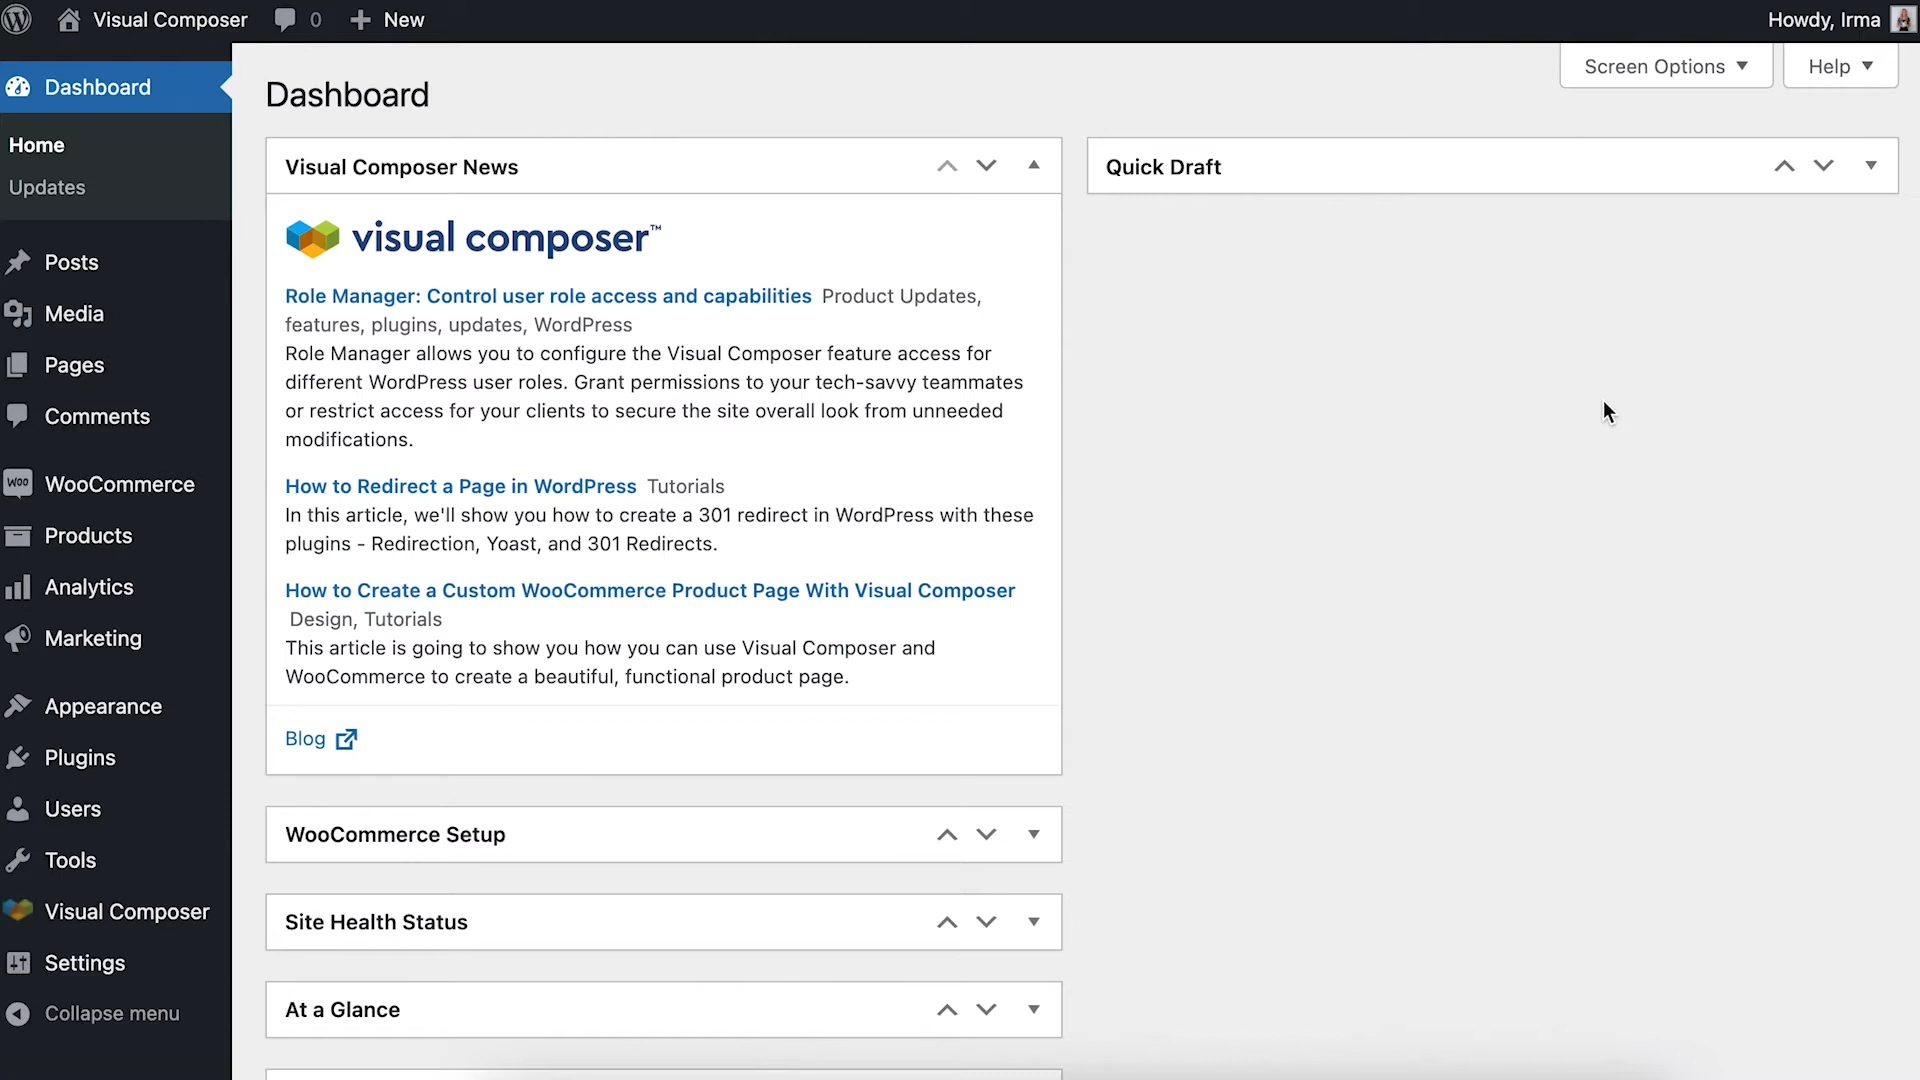 Visual Composer 0 New Howdy, Irma
Screen Options Help
Dashboard
Home
Updates
Posts
Media
Pages
Comments
WOO WooCommerce
Products
Analytics
Marketing
Appearance
Plugins
Users
Tools
Visual Composer
Settings
Collapse menu
Dashboard
Visual Composer News
visual composer™
Role Manager: Control user role access and capabilities Product Updates,
features, plugins, updates, WordPress
Role Manager allows you to configure the Visual Composer feature access for
different WordPress user roles. Grant permissions to your tech-savvy teammates
or restrict access for your clients to secure the site overall look from unneeded
modifications.
How to Redirect a Page in WordPress Tutorials
In this article, we'll show you how to create a 301 redirect in WordPress with these
plugins - Redirection, Yoast, and 301 Redirects.
How to Create a Custom WooCommerce Product Page With Visual Composer
Design, Tutorials
This article is going to show you how you can use Visual Composer and
WooCommerce to create a beautiful, functional product page.
Blog
WooCommerce Setup
Site Health Status
At a Glance
Quick Draft